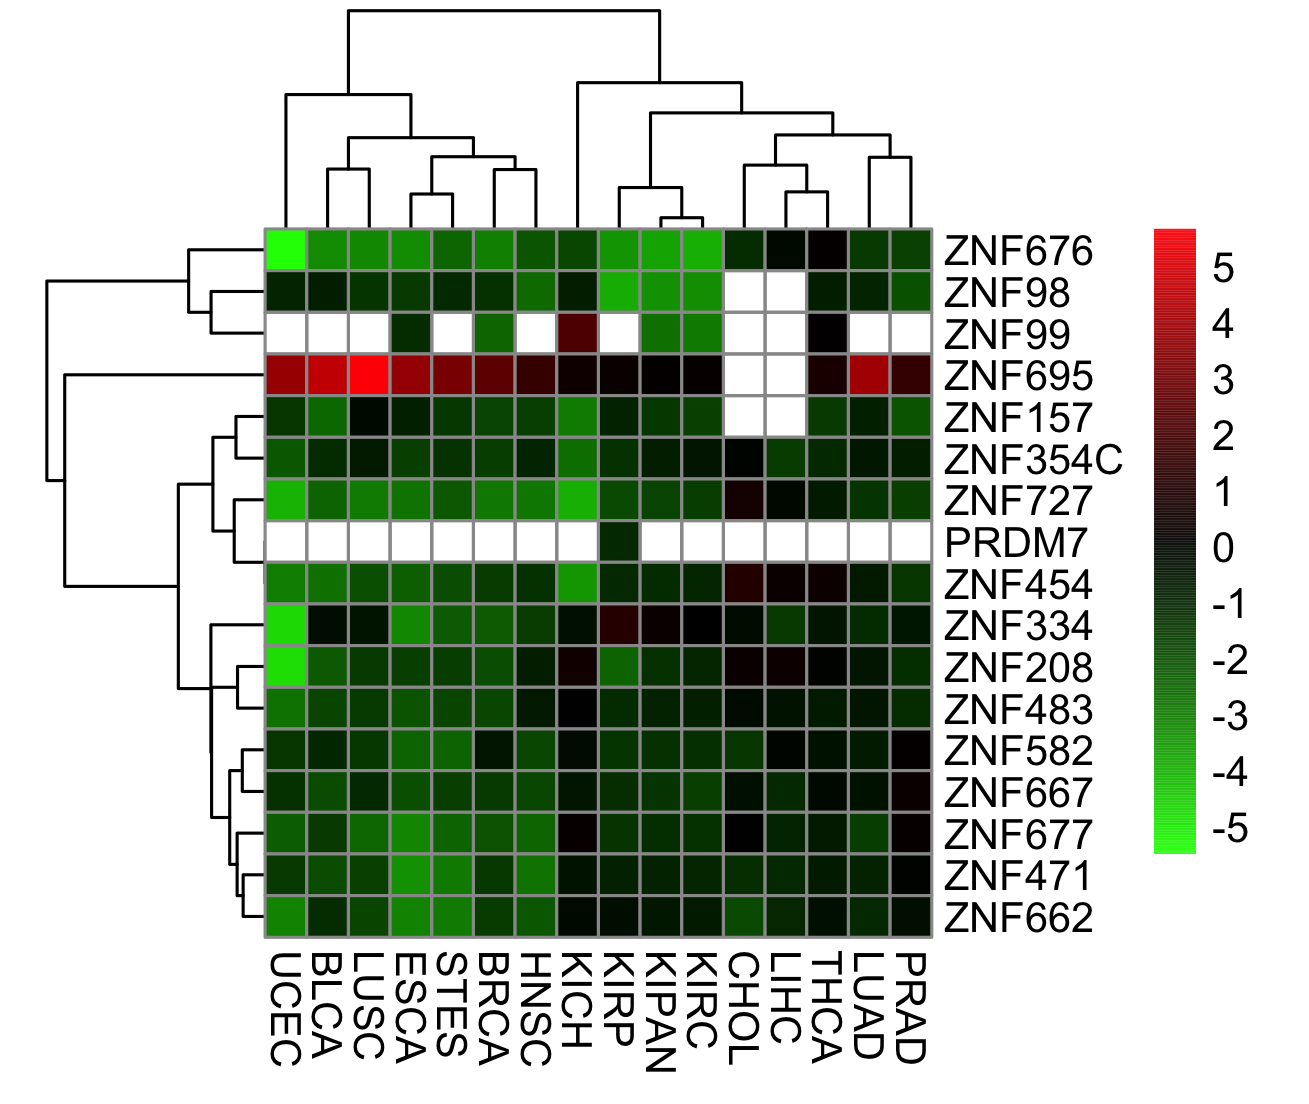 ZNF676
ZNF98
ZNF99
ZNF695
ZNF157
ZNF354C
ZNF727
PRDM7
ZNF454
ZNF334
ZNF208
ZNF483
ZNF582
ZNF667
ZNF677
ZNF471
ZNF662
5
4
3
2
1
0
-1
-2
-3
-4
-5
UCEC
BLCA
LUSC
ESCA
STES
BRCA
HNSC
KICH
KIRP
KIPAN
KIRC
CHOL
LIHC
THCA
LUAD
PRAD